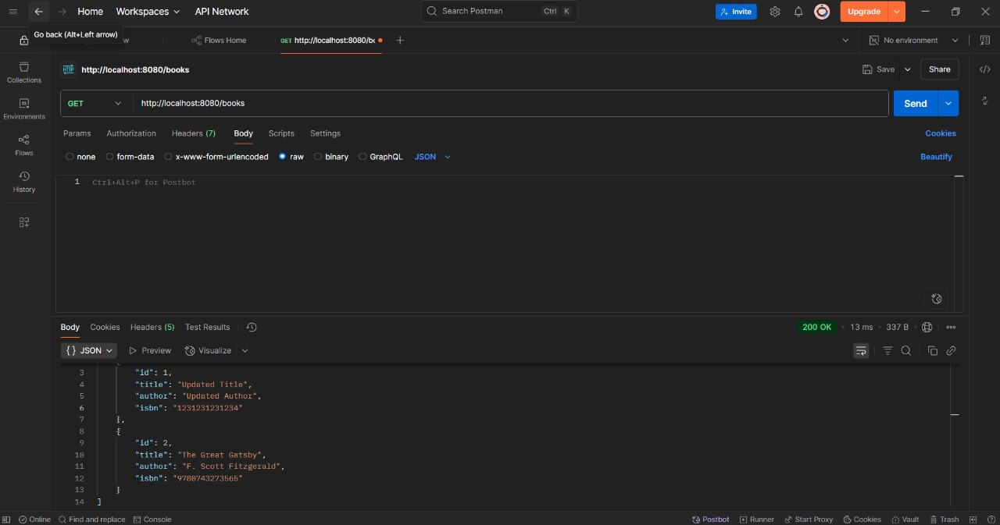 Home Workspaces API Network Search Postman Ctrl K Invite Upgrade
Go back (Alt+Left arrow)
Flows Home GET http://localhost:8080/b No environment
http://localhost:8080/books Save Share
GET http://localhost:8080/books Send
Params Authorization Headers (7) Body Scripts Settings Cookies
none form-data x-www-form-urlencoded raw binary GraphQL JSON Beautify
1 Ctrl+Alt+P for Postbot
Collections
Environments
Flows
History
Body Cookies Headers (5) Test Results 200 OK • 13 ms • 337 B •
{} JSON Preview Visualize
3 "id": 1,
4 "title": "Updated Title",
5 "author": "Updated Author",
6 "isbn": "1231231231234"
7 },
8 {
9 "id": 2,
10 "title": "The Great Gatsby",
11 "author": "F. Scott Fitzgerald",
12 "isbn": "9780743273565"
13 }
14 ]
Online Find and replace Console Postbot Runner Start Proxy Cookies Vault Trash